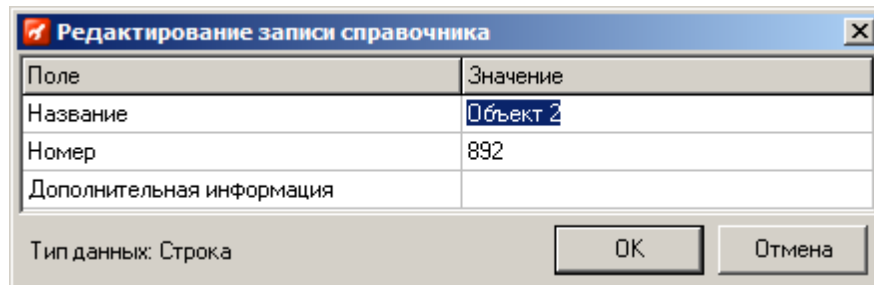 Редактирование записи справочника
Поле Значение
Название Объект 2
Номер 892
Дополнительная информация
Тип данных: Строка OK Отмена